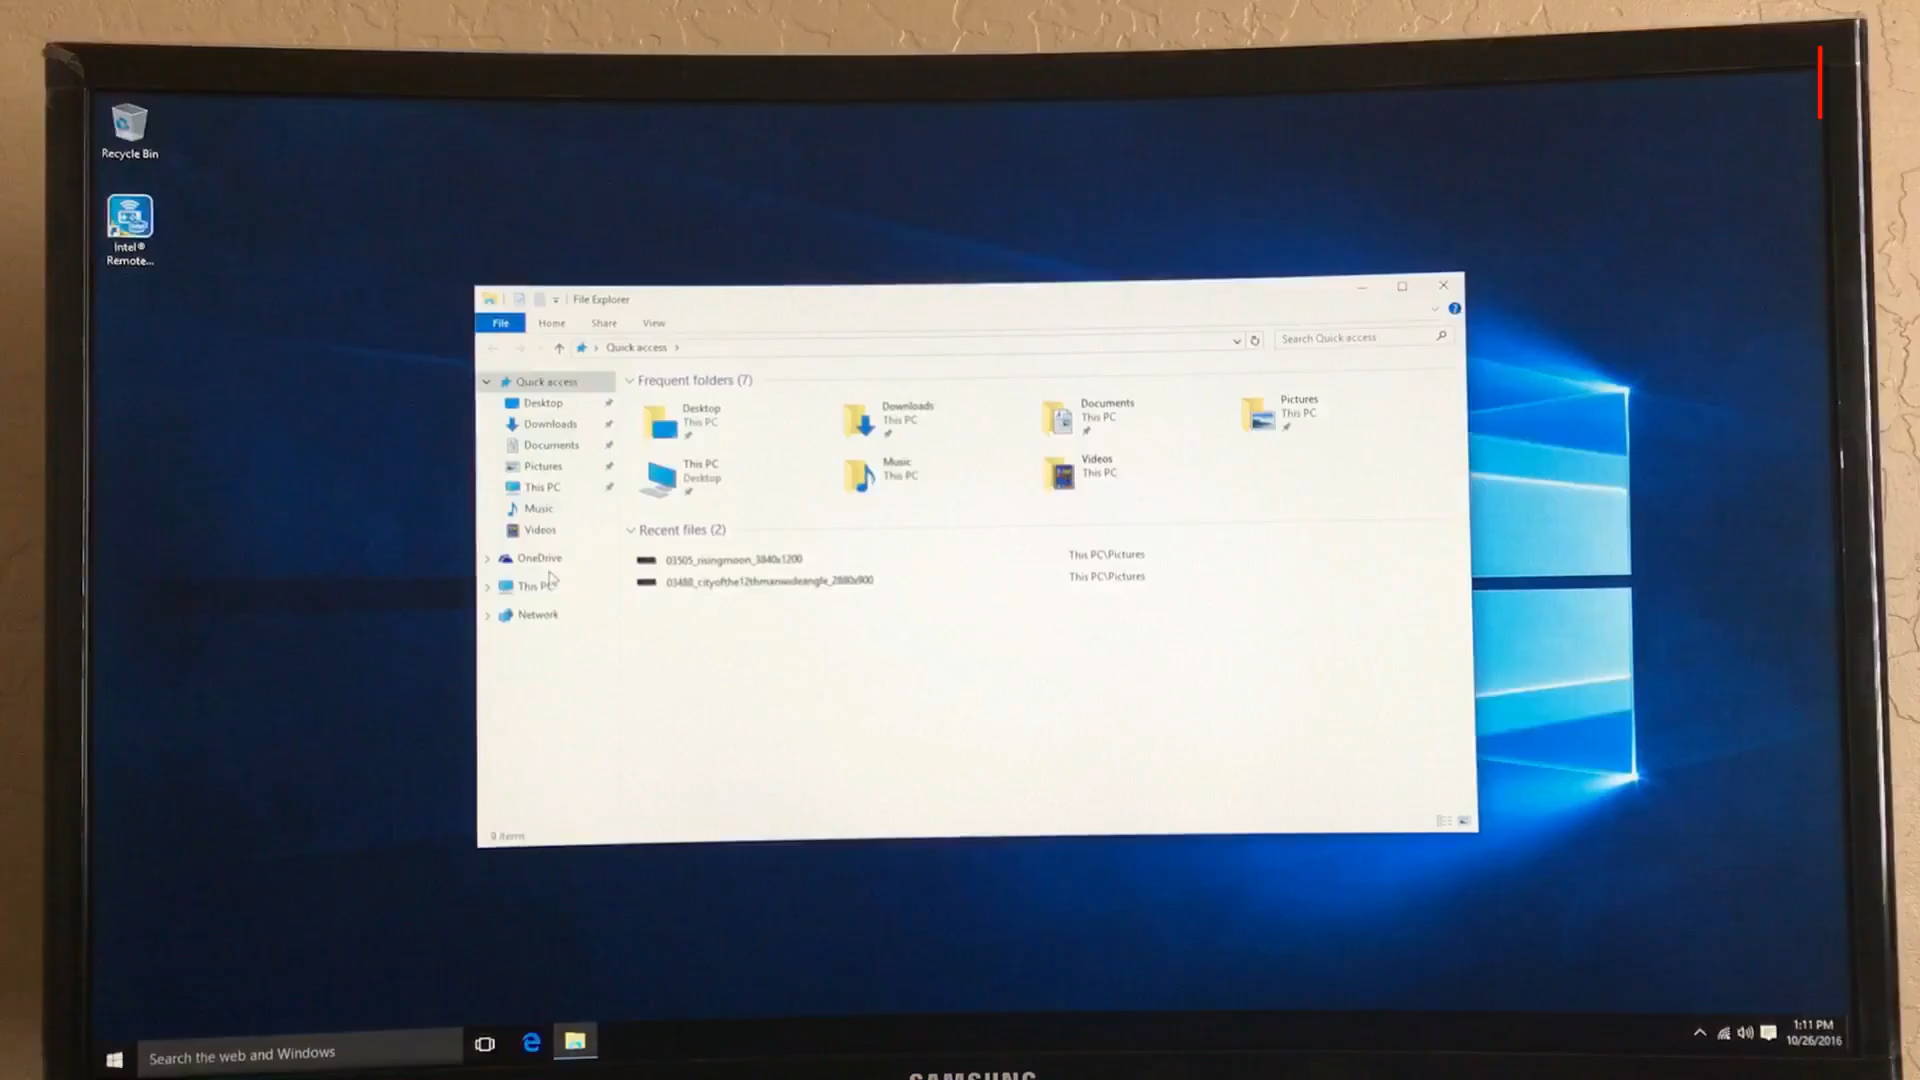 Recycle Bin
Intel®
Remote...
File Explorer
File Home Share View
Quick access
Search Quick access
Quick access
Desktop
Downloads
Documents
Pictures
This PC
Music
Videos
OneDrive
This PC
Network
Frequent folders (7)
Desktop
This PC
Downloads
This PC
Documents
This PC
Pictures
This PC
This PC
Desktop
Music
This PC
Videos
This PC
Recent files (2)
03505_risingmoon_3840x1200 This PC\Pictures
03488_cityofthe12thmanwideangle_2880x900 This PC\Pictures
9 items
Search the web and Windows
1:11 PM
10/26/2016
SAMSUNG